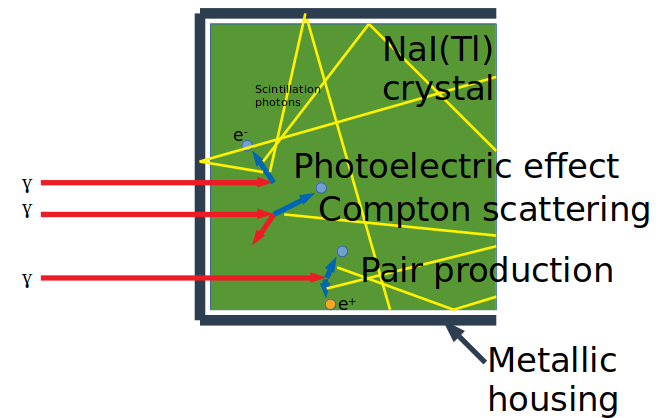 NaI(Tl)
crystal
Scintillation
photons
e-
Photoelectric effect
γ
γ
Compton scattering
Pair production
γ
e+
Metallic
housing